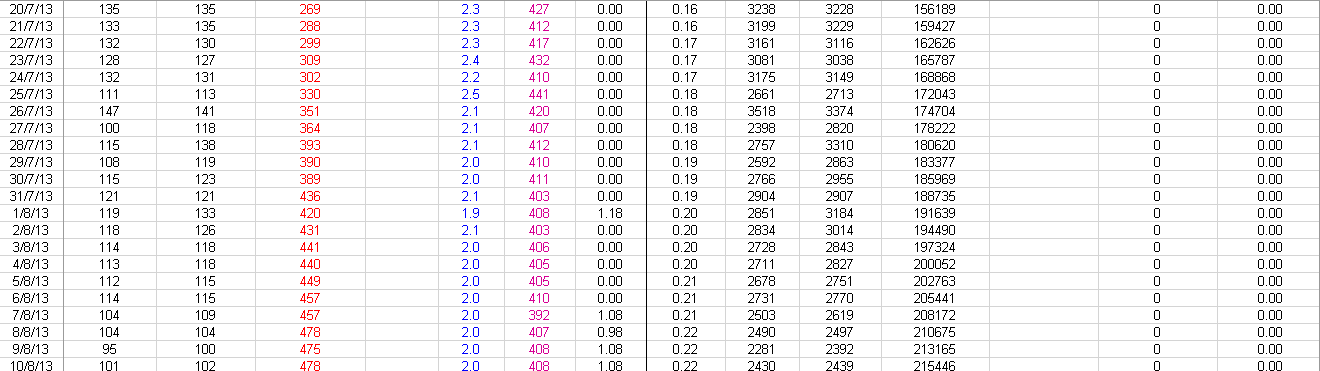 20/7/13 135 135 269 2.3 427 0.00 0.16 3238 3228 156189 0 0.00
21/7/13 133 135 288 2.3 412 0.00 0.16 3199 3229 159427 0 0.00
22/7/13 132 130 299 2.3 417 0.00 0.17 3161 3116 162626 0 0.00
23/7/13 128 127 309 2.4 432 0.00 0.17 3081 3038 165787 0 0.00
24/7/13 132 131 302 2.2 410 0.00 0.17 3175 3149 168868 0 0.00
25/7/13 111 113 330 2.5 441 0.00 0.18 2661 2713 172043 0 0.00
26/7/13 147 141 351 2.1 420 0.00 0.18 3518 3374 174704 0 0.00
27/7/13 100 118 364 2.1 407 0.00 0.18 2398 2820 178222 0 0.00
28/7/13 115 138 393 2.1 412 0.00 0.18 2757 3310 180620 0 0.00
29/7/13 108 119 390 2.0 410 0.00 0.19 2592 2863 183377 0 0.00
30/7/13 115 123 389 2.0 411 0.00 0.19 2766 2955 185969 0 0.00
31/7/13 121 121 436 2.1 403 0.00 0.19 2904 2907 188735 0 0.00
1/8/13 119 133 420 1.9 408 1.18 0.20 2851 3184 191639 0 0.00
2/8/13 118 126 431 2.1 403 0.00 0.20 2834 3014 194490 0 0.00
3/8/13 114 118 441 2.0 406 0.00 0.20 2728 2843 197324 0 0.00
4/8/13 113 118 440 2.0 405 0.00 0.20 2711 2827 200052 0 0.00
5/8/13 112 115 449 2.0 405 0.00 0.21 2678 2751 202763 0 0.00
6/8/13 114 115 457 2.0 410 0.00 0.21 2731 2770 205441 0 0.00
7/8/13 104 109 457 2.0 392 1.08 0.21 2503 2619 208172 0 0.00
8/8/13 104 104 478 2.0 407 0.98 0.22 2490 2497 210675 0 0.00
9/8/13 95 100 475 2.0 408 1.08 0.22 2281 2392 213165 0 0.00
10/8/13 101 102 478 2.0 408 1.08 0.22 2430 2439 215446 0 0.00